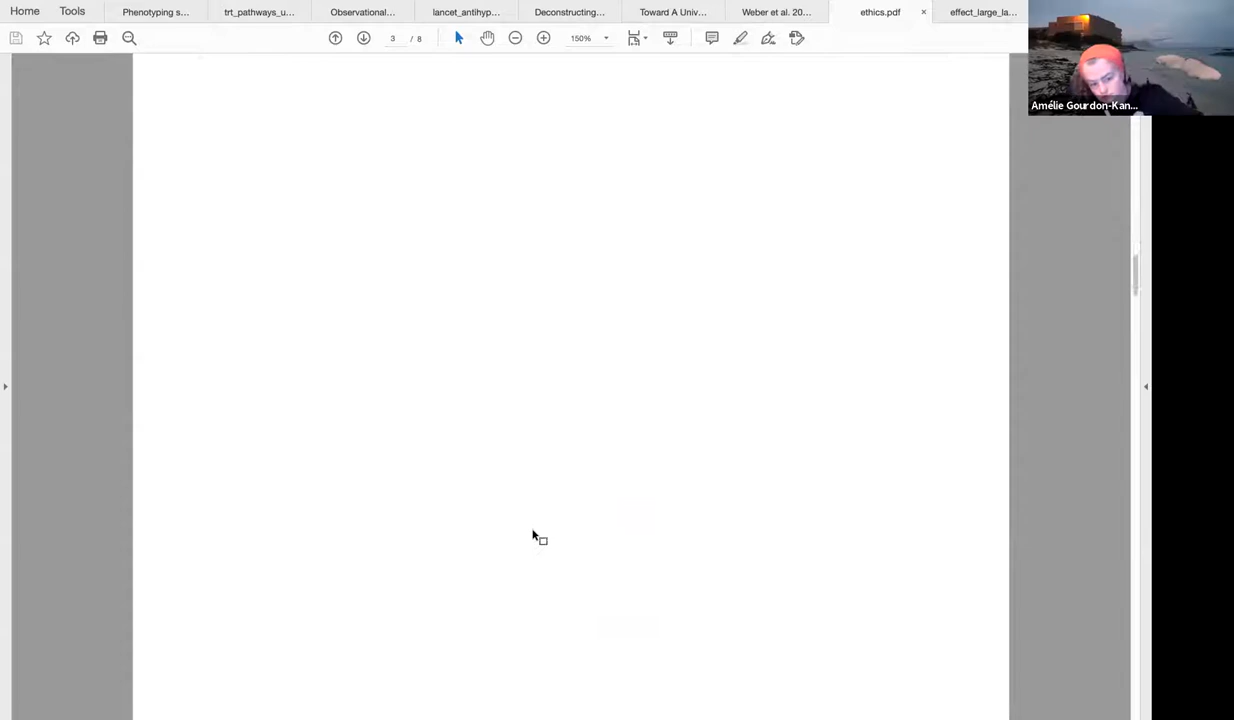 Home Tools Phenotyping s... trt_pathways_u... Observational... lancet_antihyp... Deconstructing... Toward A Univ... Weber et al. 20... ethics.pdf × effect_large_la...
3 / 8 150%
Amélie Gourdon-Kan...